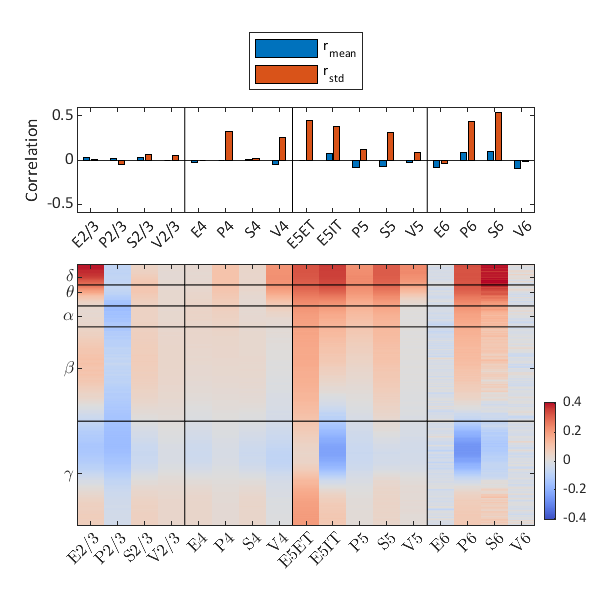 r_mean
r_std
Correlation
0.5
0
-0.5
E2/3 P2/3 S2/3 V2/3 E4 P4 S4 V4 E5ET E5IT P5 S5 V5 E6 P6 S6 V6
δ
θ
α
β
γ
0.4
0.2
0
-0.2
-0.4
E2/3 P2/3 S2/3 V2/3 E4 P4 S4 V4 E5ET E5IT P5 S5 V5 E6 P6 S6 V6